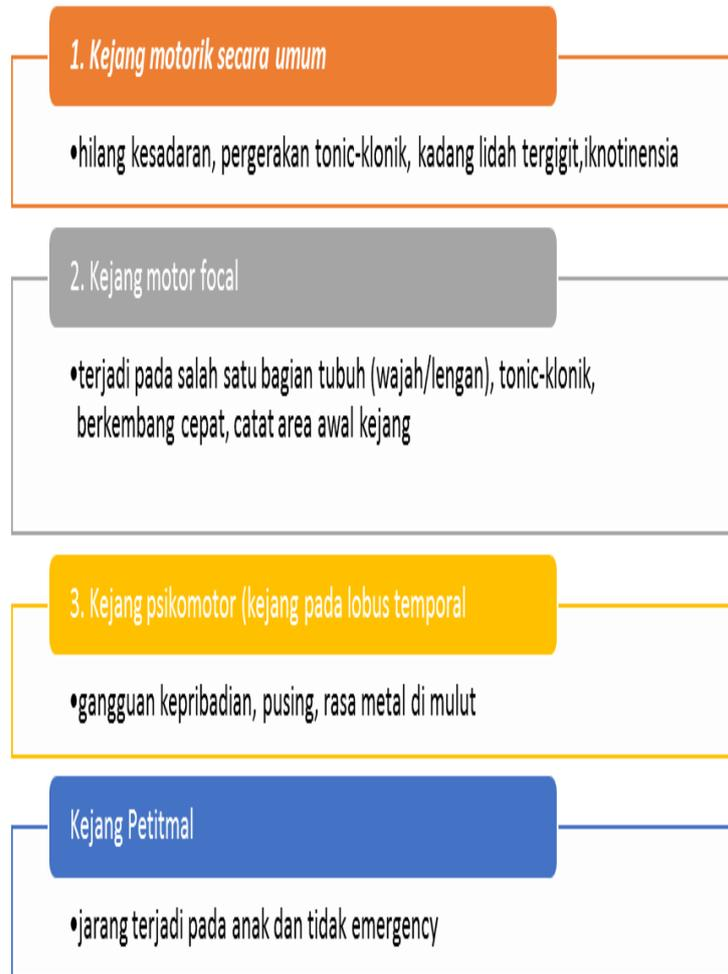 1. Kejang motorik secara umum
•hilang kesadaran, pergerakan tonic-klonik, kadang lidah tergigit,iknotinensia
2. Kejang motor focal
•terjadi pada salah satu bagian tubuh (wajah/lengan), tonic-klonik,
berkembang cepat, catat area awal kejang
3. Kejang psikomotor (kejang pada lobus temporal
•gangguan kepribadian, pusing, rasa metal di mulut
Kejang Petitmal
•jarang terjadi pada anak dan tidak emergency